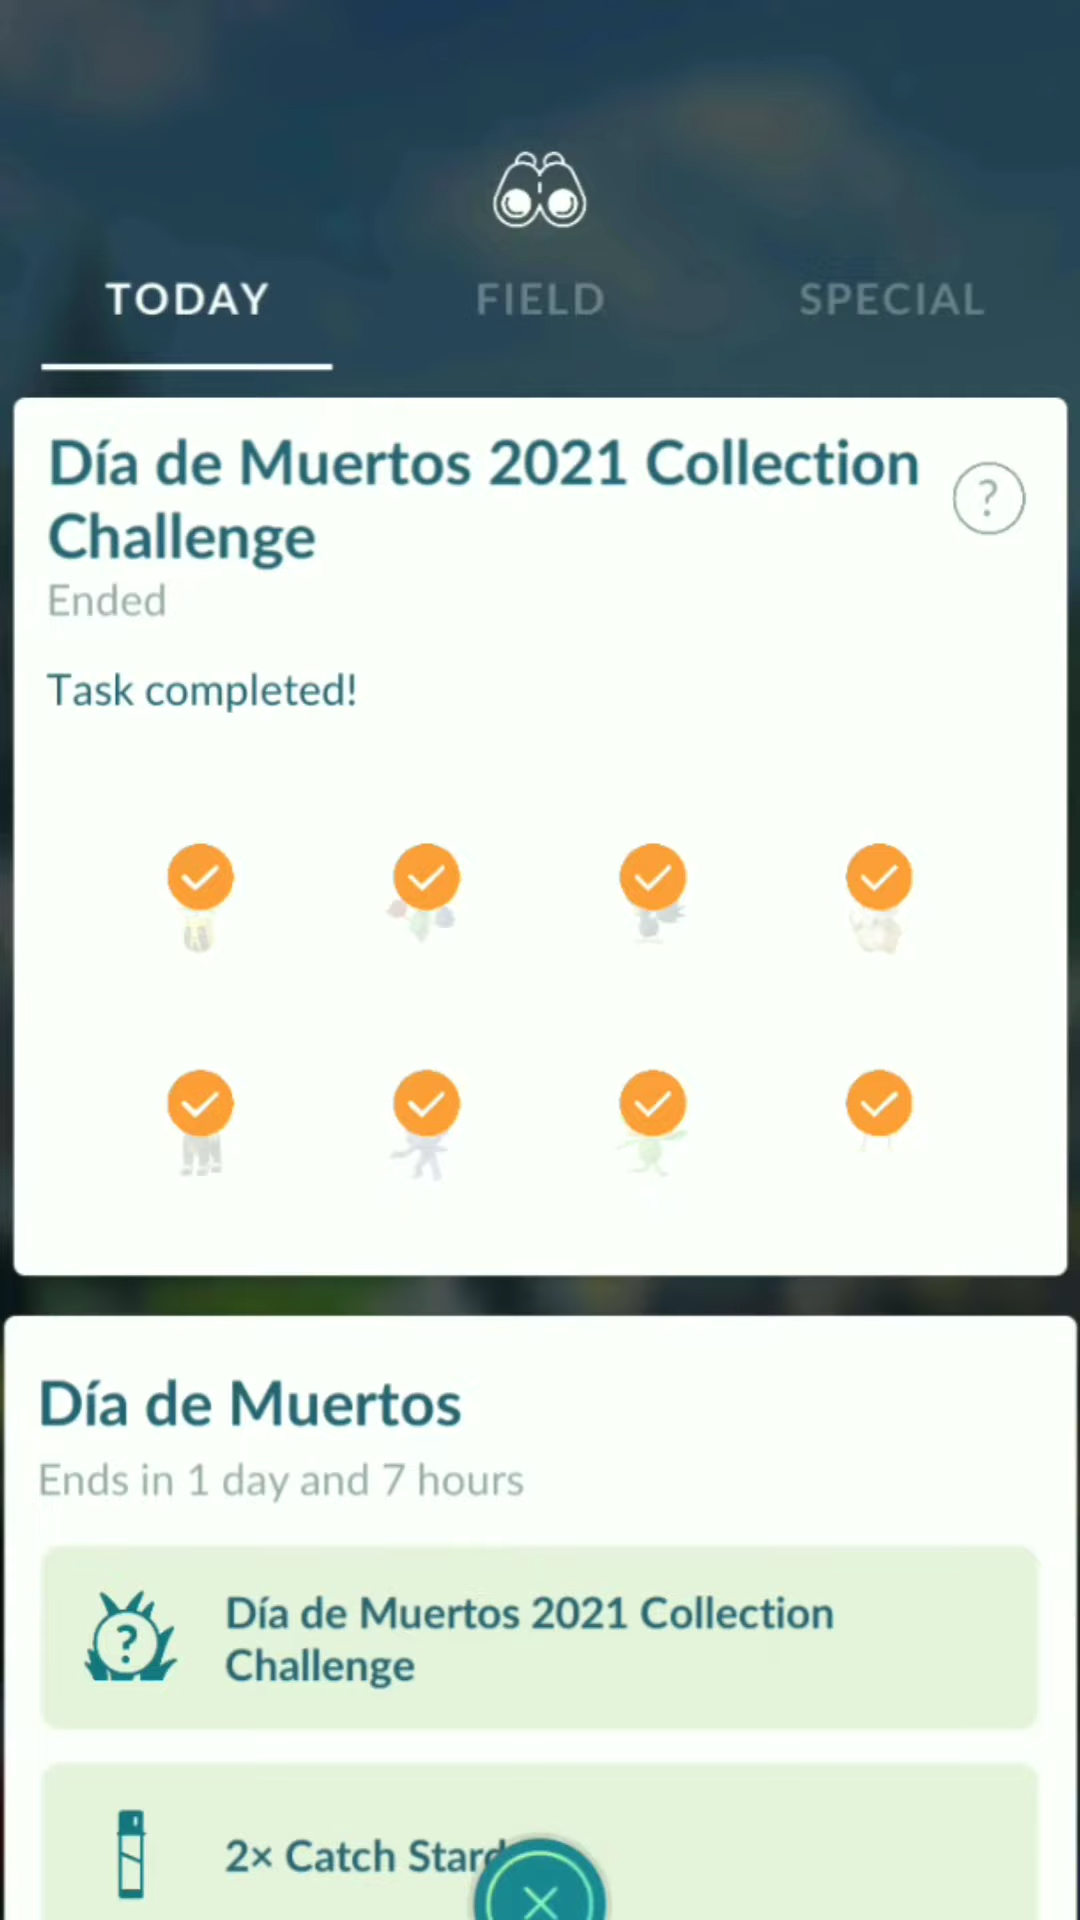 TODAY
FIELD
SPECIAL
Día de Muertos 2021 Collection
Challenge
?
Ended
Task completed!
Día de Muertos
Ends in 1 day and 7 hours
?
Día de Muertos 2021 Collection
Challenge
2× Catch